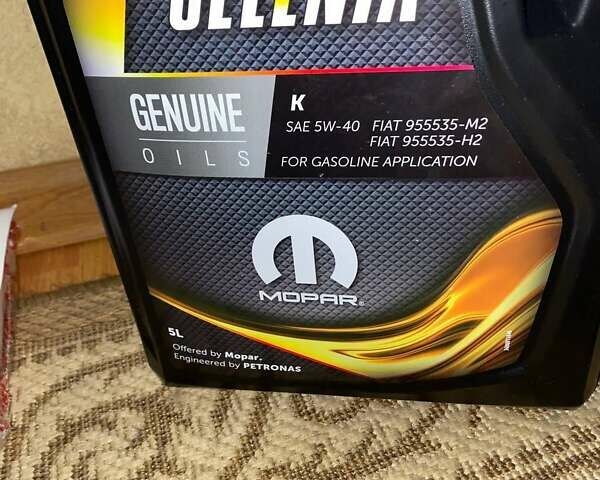 SELENIA
GENUINE
OILS
K
SAE 5W-40 FIAT 955535-M2
FIAT 955535-H2
FOR GASOLINE APPLICATION
MOPAR®
5L
Offered by Mopar.
Engineered by PETRONAS